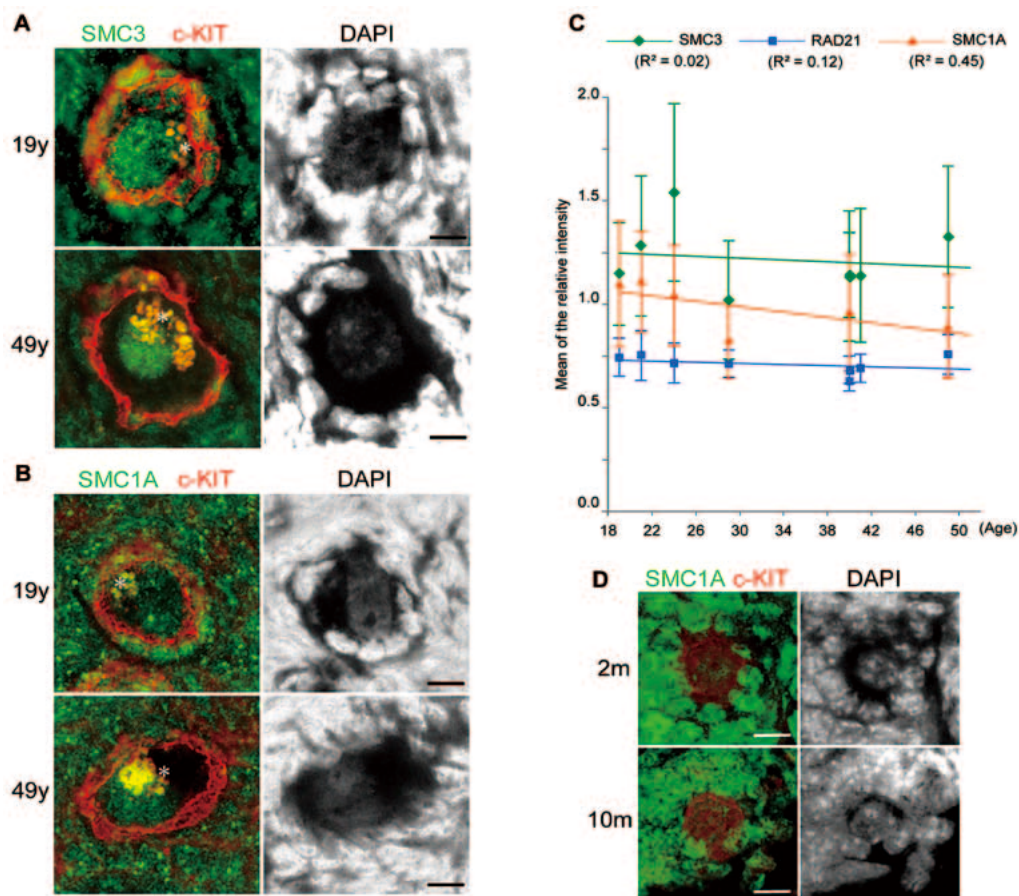 A
SMC3 c-KIT DAPI
19y
*
49y
*
B
SMC1A c-KIT DAPI
19y
*
49y
*
C
SMC3 RAD21 SMC1A
(R² = 0.02) (R² = 0.12) (R² = 0.45)
Mean of the relative intensity
2.0
1.5
1.0
0.5
0.0
18 22 26 30 34 38 42 46 50 (Age)
D
SMC1A c-KIT DAPI
2m
10m